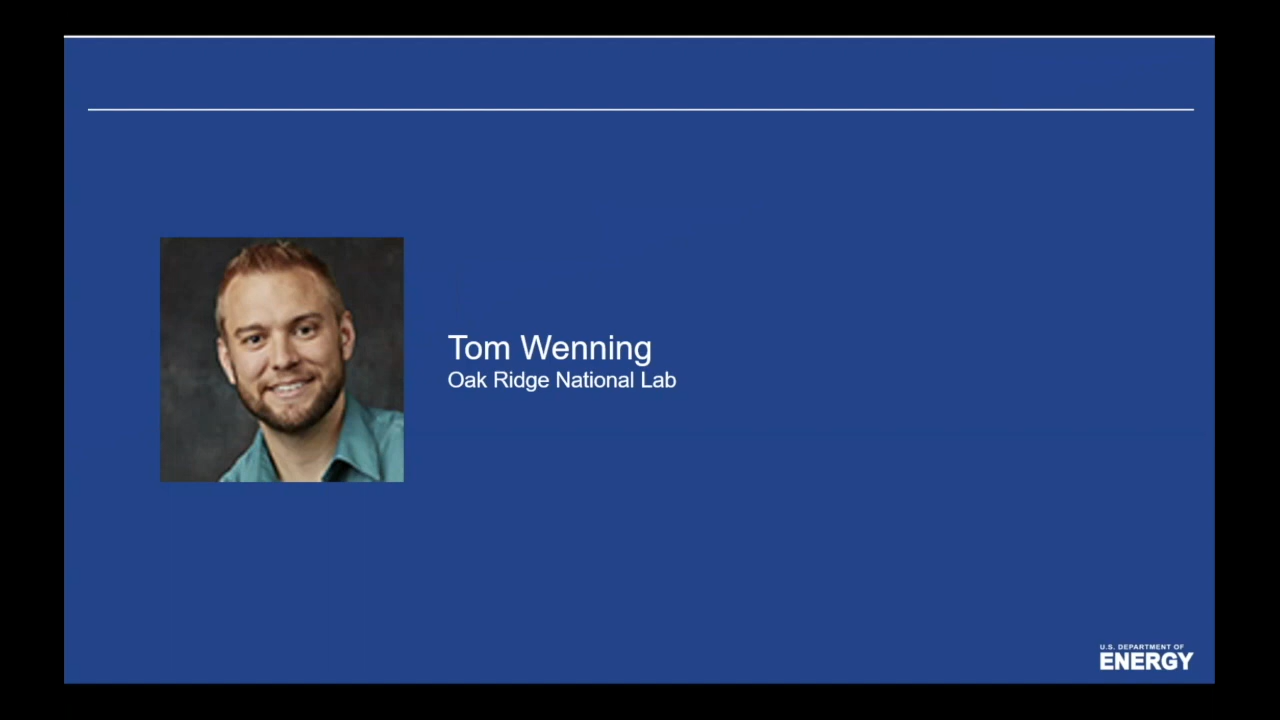 Tom Wenning
Oak Ridge National Lab
U.S. DEPARTMENT OF
ENERGY